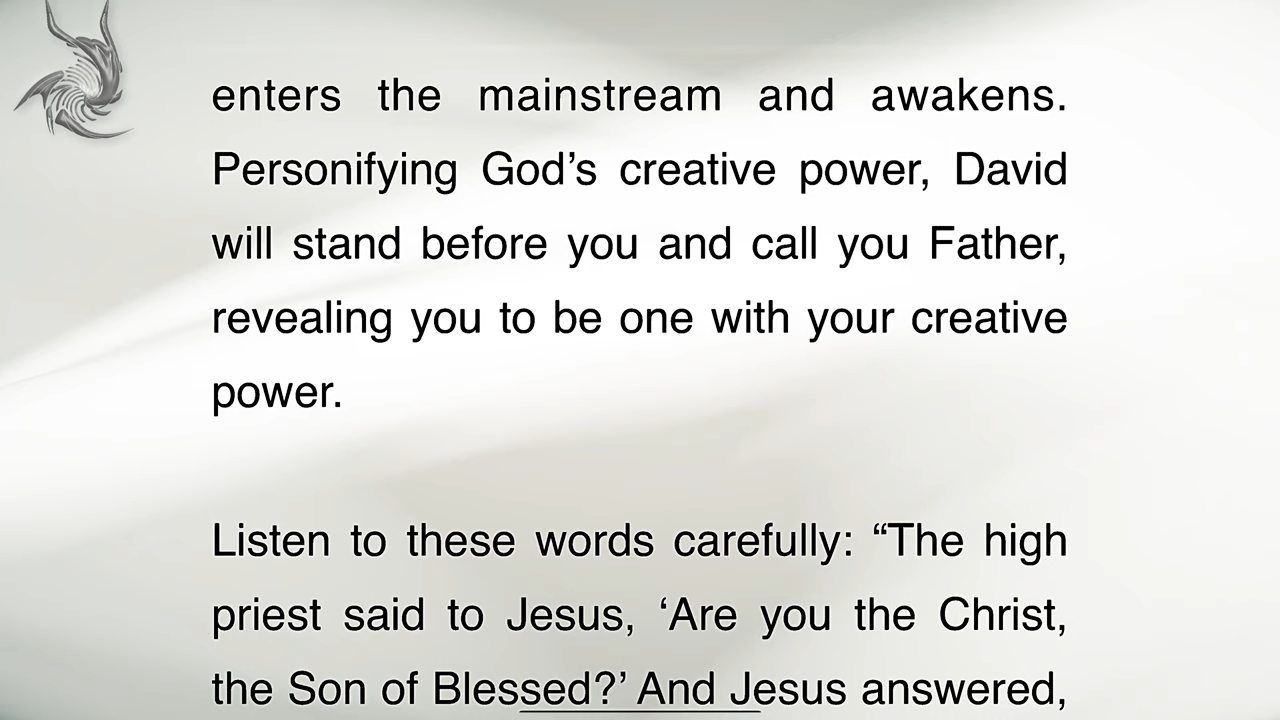 enters the mainstream and awakens.
Personifying God’s creative power, David
will stand before you and call you Father,
revealing you to be one with your creative
power.
Listen to these words carefully: “The high
priest said to Jesus, ‘Are you the Christ,
the Son of Blessed?’ And Jesus answered,